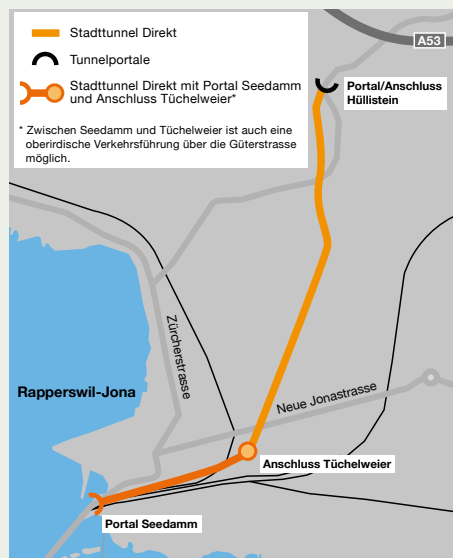 Stadttunnel Direkt
A53
Tunnelportale
Stadttunnel Direkt mit Portal Seedamm
und Anschluss Tüchelweier*
* Zwischen Seedamm und Tüchelweier ist auch eine
oberirdische Verkehrsführung über die Güterstrasse
möglich.
Portal/Anschluss
Hüllistein
Zürcherstrasse
Rapperswil-Jona
Neue Jonastrasse
Anschluss Tüchelweier
Portal Seedamm